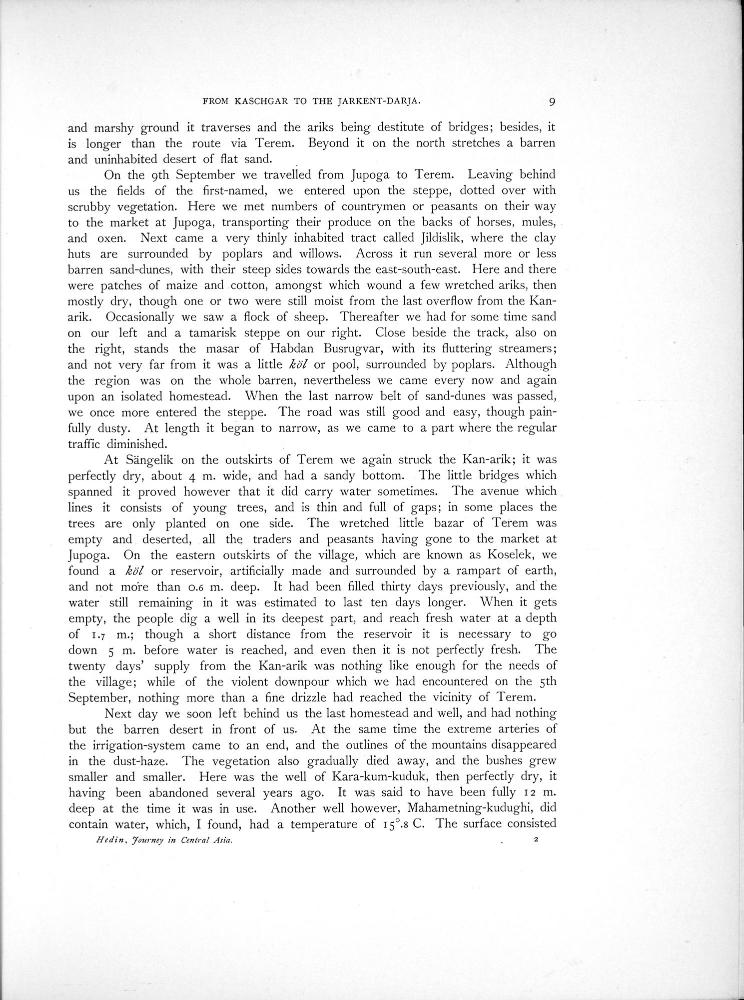 FROM KASCHGAR TO THE JARKENT-DARJA. 9
and marshy ground it traverses and the ariks being destitute of bridges; besides, it
is longer than the route via Terem. Beyond it on the north stretches a barren
and uninhabited desert of flat sand.
On the 9th September we travelled from Jupoga to Terem. Leaving behind
us the fields of the first-named, we entered upon the steppe, dotted over with
scrubby vegetation. Here we met numbers of countrymen or peasants on their way
to the market at Jupoga, transporting their produce on the backs of horses, mules,
and oxen. Next came a very thinly inhabited tract called Jildislik, where the clay
huts are surrounded by poplars and willows. Across it run several more or less
barren sand-dunes, with their steep sides towards the east-south-east. Here and there
were patches of maize and cotton, amongst which wound a few wretched ariks, then
mostly dry, though one or two were still moist from the last overflow from the Kan-
arik. Occasionally we saw a flock of sheep. Thereafter we had for some time sand
on our left and a tamarisk steppe on our right. Close beside the track, also on
the right, stands the masar of Habdan Busrugvar, with its fluttering streamers;
and not very far from it was a little köl or pool, surrounded by poplars. Although
the region was on the whole barren, nevertheless we came every now and again
upon an isolated homestead. When the last narrow belt of sand-dunes was passed,
we once more entered the steppe. The road was still good and easy, though pain-
fully dusty. At length it began to narrow, as we came to a part where the regular
traffic diminished.
At Sängelik on the outskirts of Terem we again struck the Kan-arik; it was
perfectly dry, about 4 m. wide, and had a sandy bottom. The little bridges which
spanned it proved however that it did carry water sometimes. The avenue which
lines it consists of young trees, and is thin and full of gaps; in some places the
trees are only planted on one side. The wretched little bazar of Terem was
empty and deserted, all the traders and peasants having gone to the market at
Jupoga. On the eastern outskirts of the village, which are known as Koselek, we
found a köl or reservoir, artificially made and surrounded by a rampart of earth,
and not more than 0.6 m. deep. It had been filled thirty days previously, and the
water still remaining in it was estimated to last ten days longer. When it gets
empty, the people dig a well in its deepest part, and reach fresh water at a depth
of 1.7 m.; though a short distance from the reservoir it is necessary to go
down 5 m. before water is reached, and even then it is not perfectly fresh. The
twenty days' supply from the Kan-arik was nothing like enough for the needs of
the village; while of the violent downpour which we had encountered on the 5th
September, nothing more than a fine drizzle had reached the vicinity of Terem.
Next day we soon left behind us the last homestead and well, and had nothing
but the barren desert in front of us. At the same time the extreme arteries of
the irrigation-system came to an end, and the outlines of the mountains disappeared
in the dust-haze. The vegetation also gradually died away, and the bushes grew
smaller and smaller. Here was the well of Kara-kum-kuduk, then perfectly dry, it
having been abandoned several years ago. It was said to have been fully 12 m.
deep at the time it was in use. Another well however, Mahametning-kudughi, did
contain water, which, I found, had a temperature of 15°.8 C. The surface consisted
Hedin, Journey in Central Asia. 2